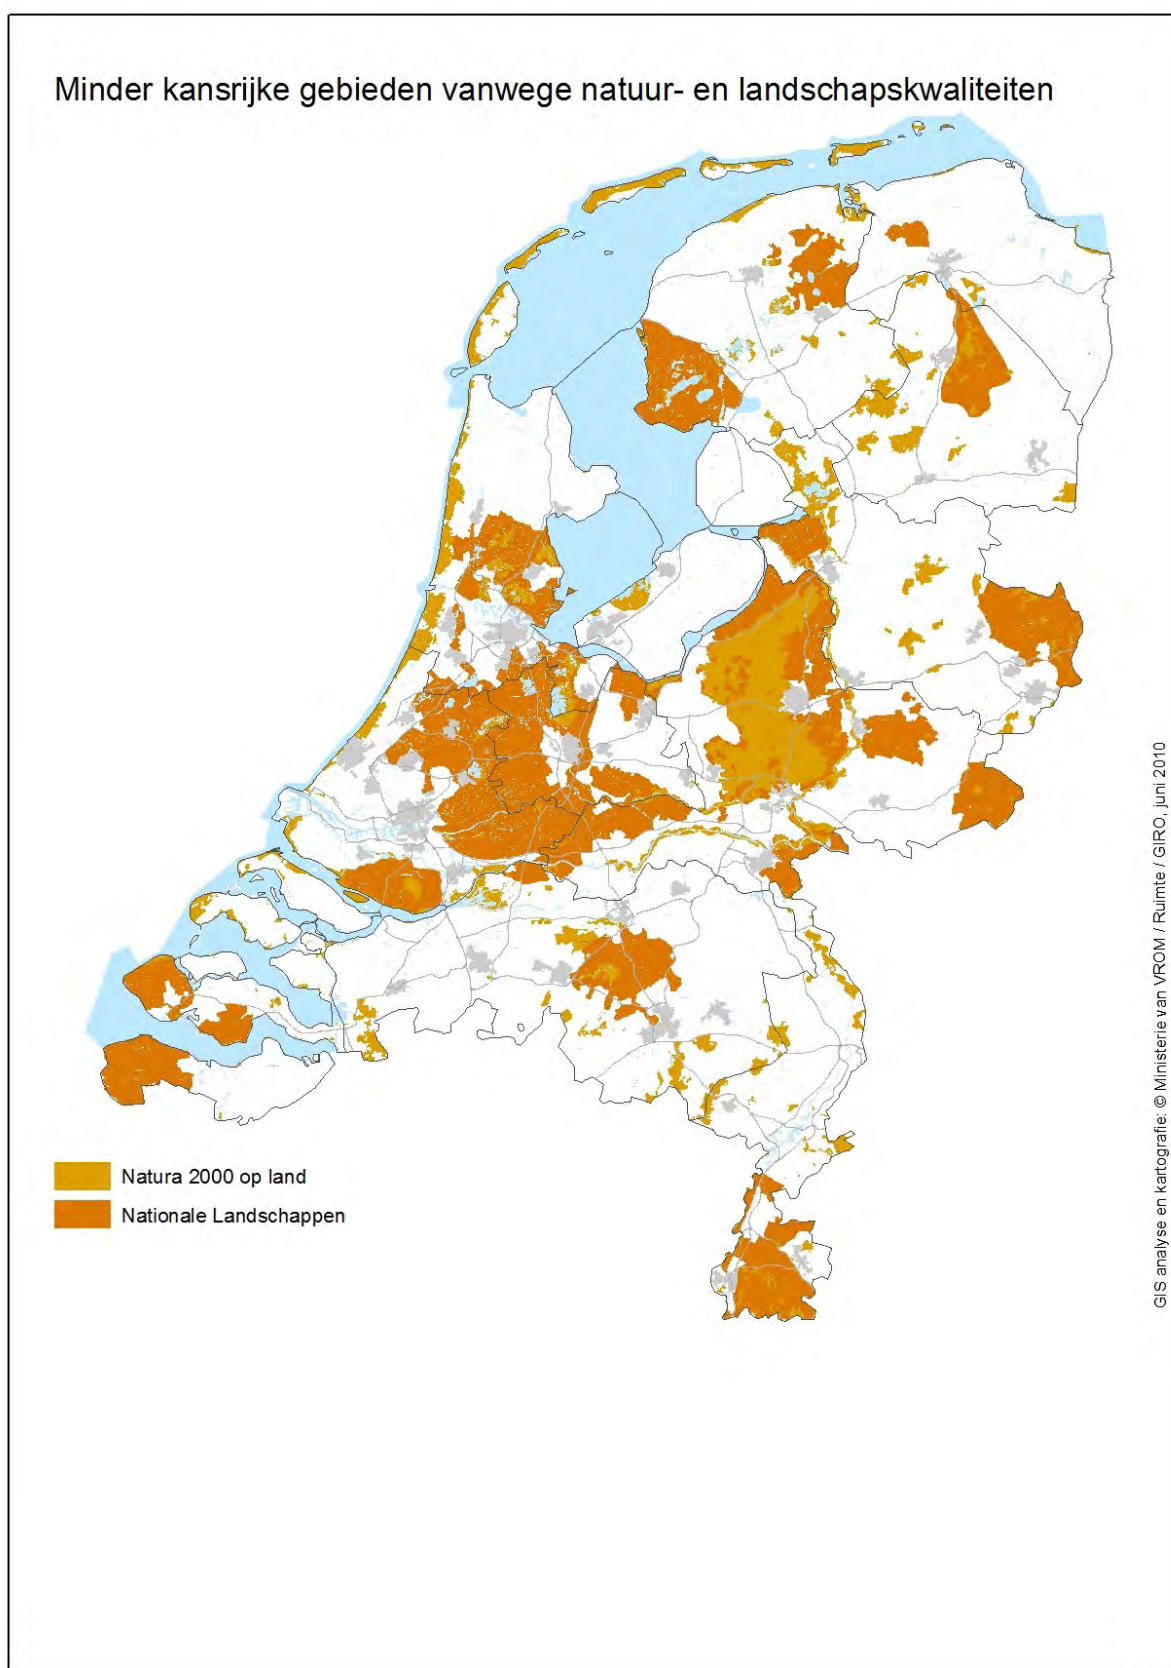 Minder kansrijke gebieden vanwege natuur- en landschapskwaliteiten
Natura 2000 op land
Nationale Landschappen
GIS analyse en kartografie: © Ministerie van VROM / Ruimte / GIRO, juni 2010